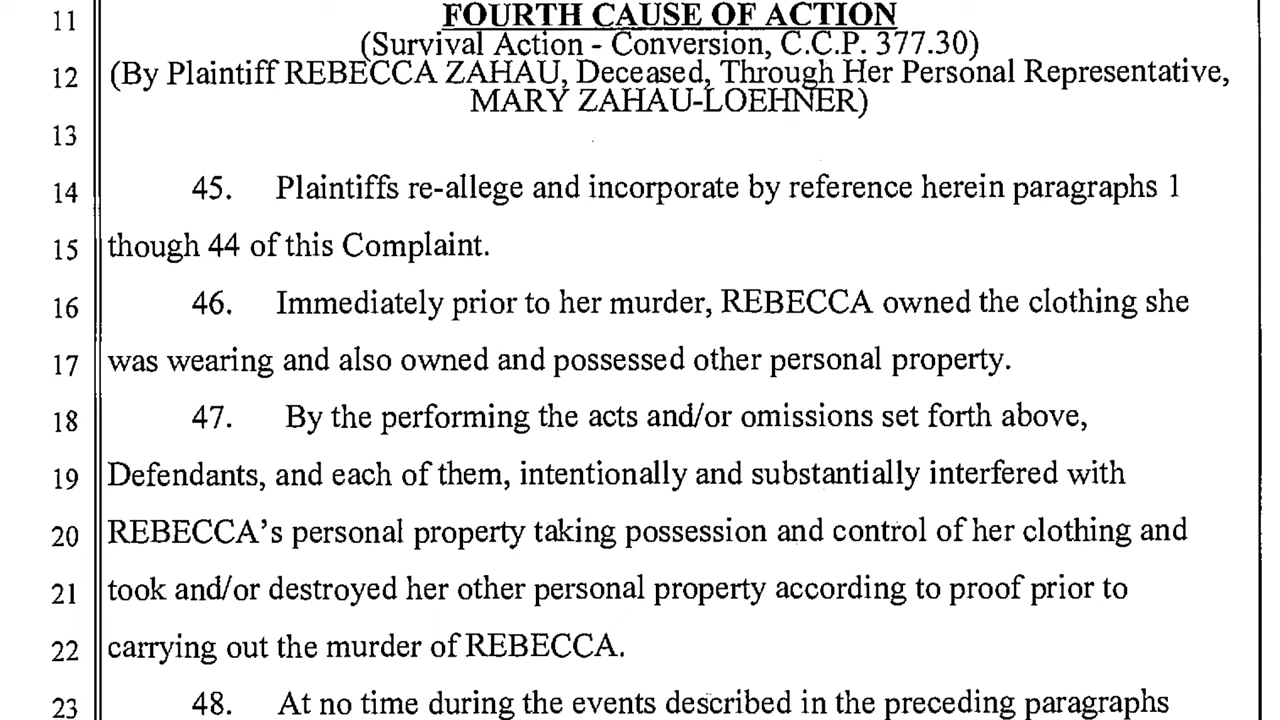 11 FOURTH CAUSE OF ACTION
(Survival Action - Conversion, C.C.P. 377.30)
12 (By Plaintiff REBECCA ZAHAU, Deceased, Through Her Personal Representative,
MARY ZAHAU-LOEHNER)
13
14 45. Plaintiffs re-allege and incorporate by reference herein paragraphs 1
15 though 44 of this Complaint.
16 46. Immediately prior to her murder, REBECCA owned the clothing she
17 was wearing and also owned and possessed other personal property.
18 47. By the performing the acts and/or omissions set forth above,
19 Defendants, and each of them, intentionally and substantially interfered with
20 REBECCA's personal property taking possession and control of her clothing and
21 took and/or destroyed her other personal property according to proof prior to
22 carrying out the murder of REBECCA.
23 48. At no time during the events described in the preceding paragraphs